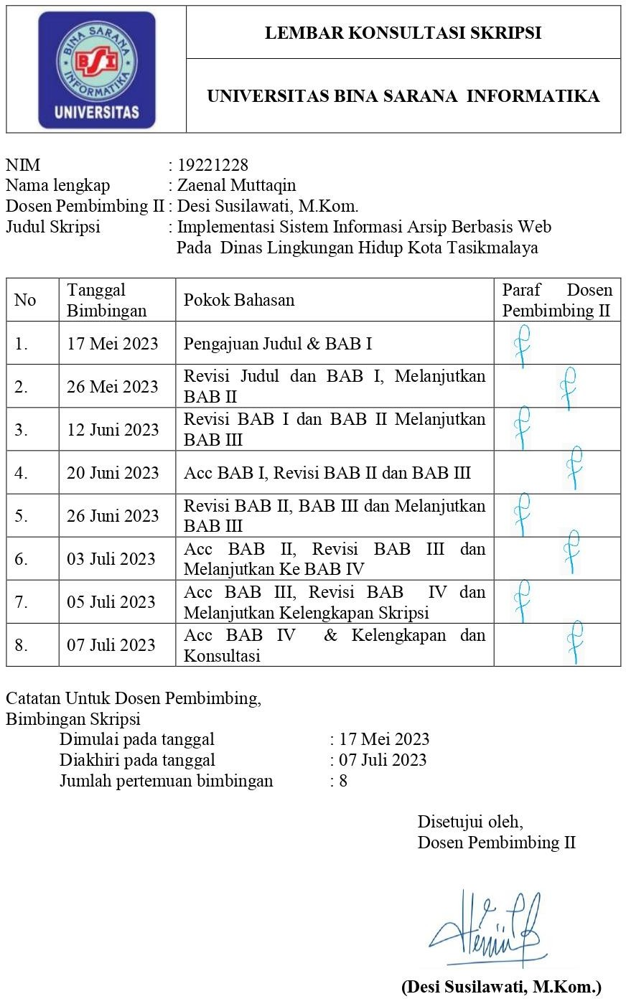 BINA SARANA
BSI
INFORMATIKA
UNIVERSITAS
LEMBAR KONSULTASI SKRIPSI
UNIVERSITAS BINA SARANA INFORMATIKA
NIM : 19221228
Nama lengkap : Zaenal Muttaqin
Dosen Pembimbing II : Desi Susilawati, M.Kom.
Judul Skripsi : Implementasi Sistem Informasi Arsip Berbasis Web
Pada Dinas Lingkungan Hidup Kota Tasikmalaya
No
Tanggal
Bimbingan
Pokok Bahasan
Paraf Dosen
Pembimbing II
1. 17 Mei 2023 Pengajuan Judul & BAB I
2. 26 Mei 2023 Revisi Judul dan BAB I, Melanjutkan
BAB II
3. 12 Juni 2023 Revisi BAB I dan BAB II Melanjutkan
BAB III
4. 20 Juni 2023 Acc BAB I, Revisi BAB II dan BAB III
5. 26 Juni 2023 Revisi BAB II, BAB III dan Melanjutkan
BAB III
6. 03 Juli 2023 Acc BAB II, Revisi BAB III dan
Melanjutkan Ke BAB IV
7. 05 Juli 2023 Acc BAB III, Revisi BAB IV dan
Melanjutkan Kelengkapan Skripsi
8. 07 Juli 2023 Acc BAB IV & Kelengkapan dan
Konsultasi
Catatan Untuk Dosen Pembimbing,
Bimbingan Skripsi
Dimulai pada tanggal : 17 Mei 2023
Diakhiri pada tanggal : 07 Juli 2023
Jumlah pertemuan bimbingan : 8
Disetujui oleh,
Dosen Pembimbing II
(Desi Susilawati, M.Kom.)